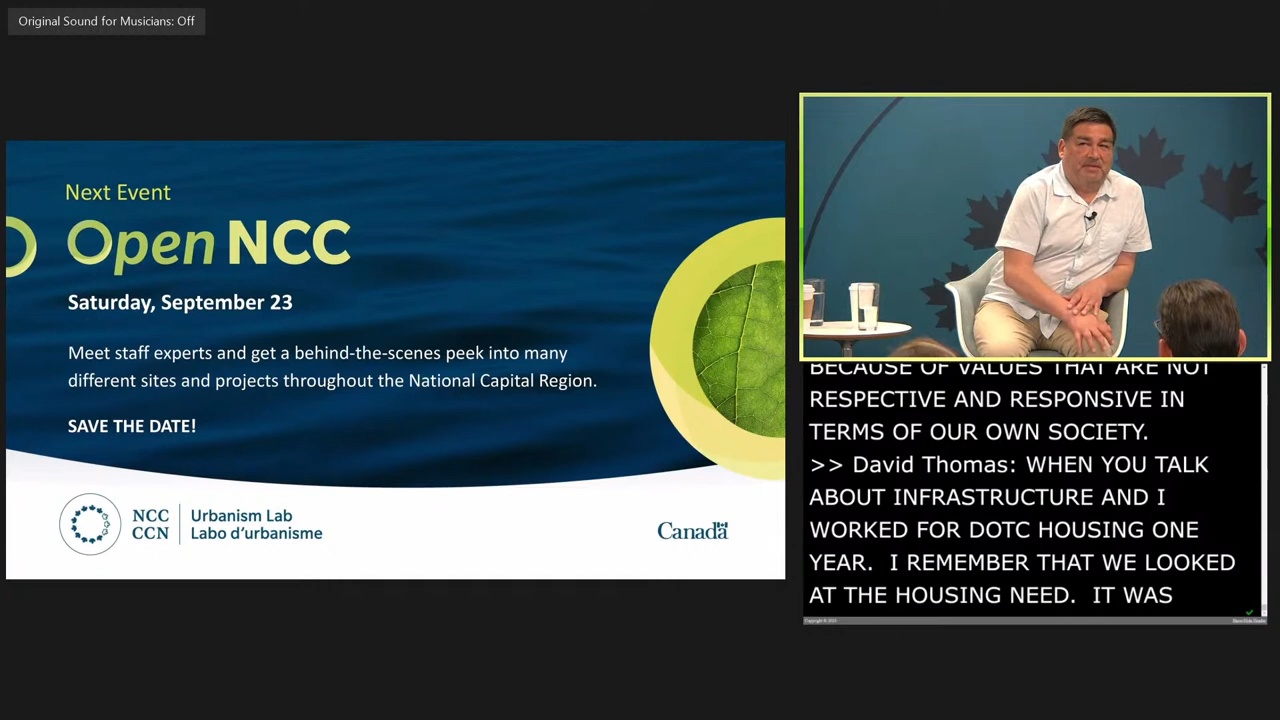 Original Sound for Musicians: Off
Next Event
Open NCC
Saturday, September 23
Meet staff experts and get a behind-the-scenes peek into many
different sites and projects throughout the National Capital Region.
SAVE THE DATE!
NCC
CCN
Urbanism Lab
Labo d'urbanisme
Canada
BECAUSE OF VALUES THAT ARE NOT
RESPECTIVE AND RESPONSIVE IN
TERMS OF OUR OWN SOCIETY.
>> David Thomas: WHEN YOU TALK
ABOUT INFRASTRUCTURE AND I
WORKED FOR DOTC HOUSING ONE
YEAR.  I REMEMBER THAT WE LOOKED
AT THE HOUSING NEED.  IT WAS